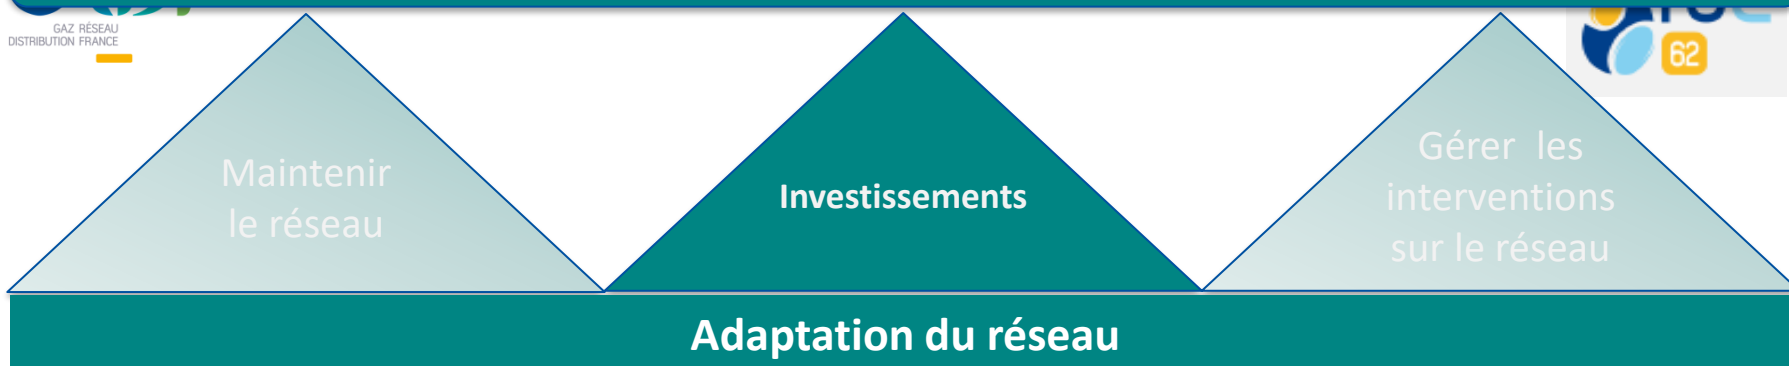 GAZ RÉSEAU
DISTRIBUTION FRANCE
62
Maintenir
le réseau
Investissements
Gérer les
interventions
sur le réseau
Adaptation du réseau